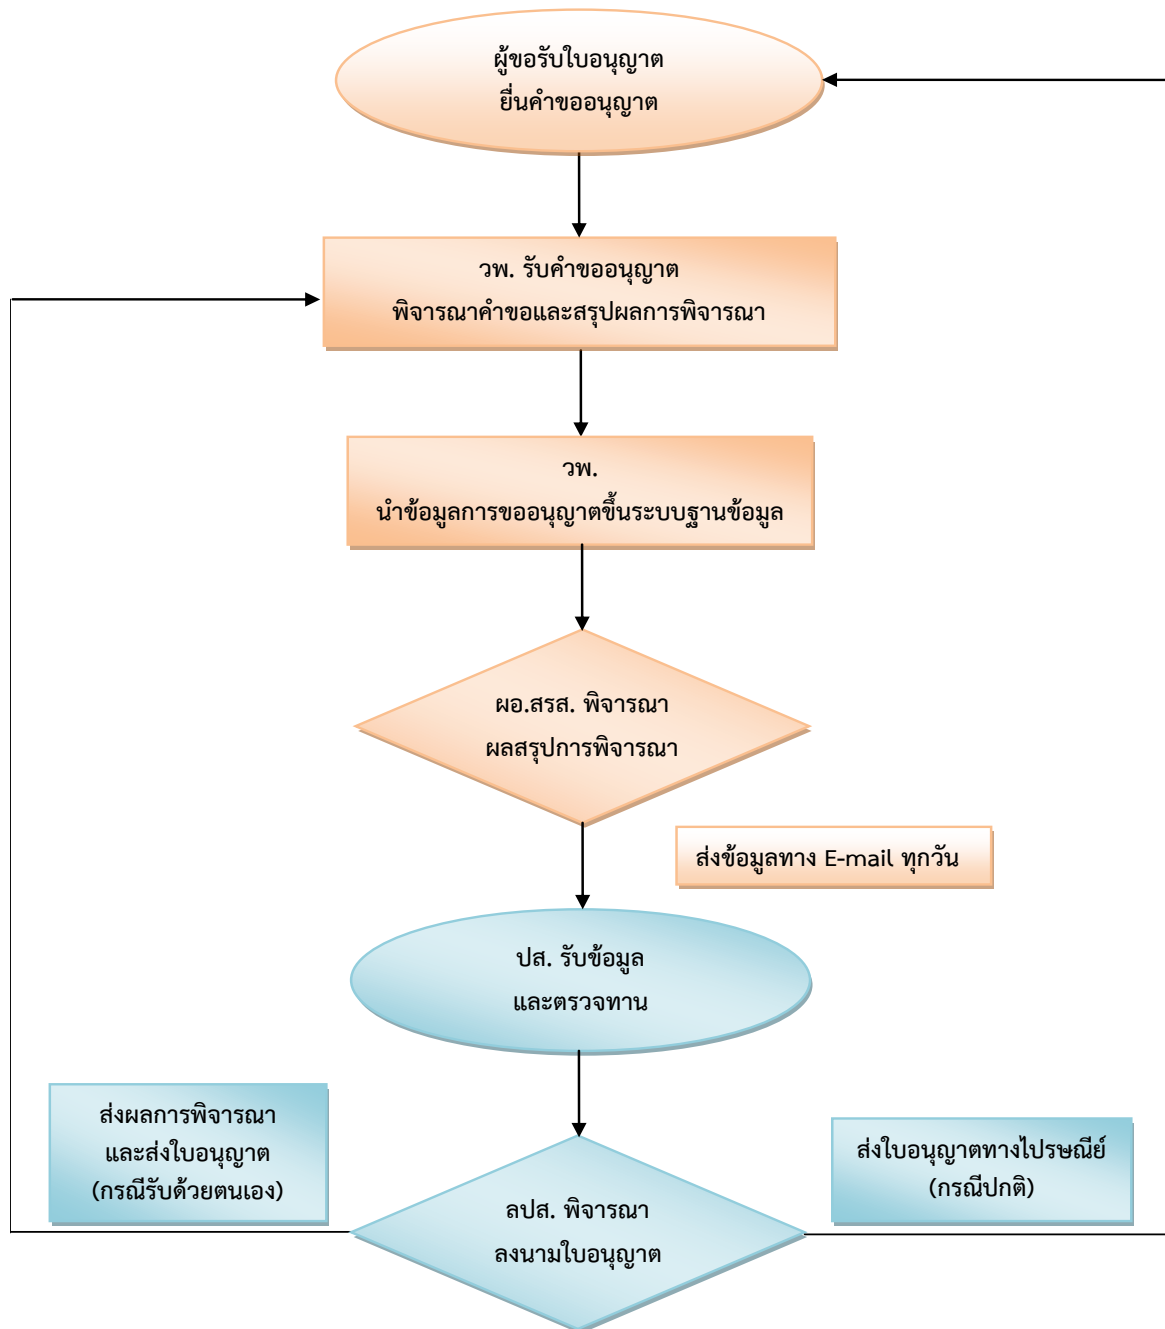 ผู้ขอรับใบอนุญาต
ยื่นคำขออนุญาต
วพ. รับคำขออนุญาต
พิจารณาคำขอและสรุปผลการพิจารณา
วพ.
นำข้อมูลการขออนุญาตขึ้นระบบฐานข้อมูล
ผอ.สรส. พิจารณา
ผลสรุปการพิจารณา
ส่งข้อมูลทาง E-mail ทุกวัน
ปส. รับข้อมูล
และตรวจทาน
ส่งผลการพิจารณา
และส่งใบอนุญาต
(กรณีรับด้วยตนเอง)
ส่งใบอนุญาตทางไปรษณีย์
(กรณีปกติ)
ลปส. พิจารณา
ลงนามใบอนุญาต